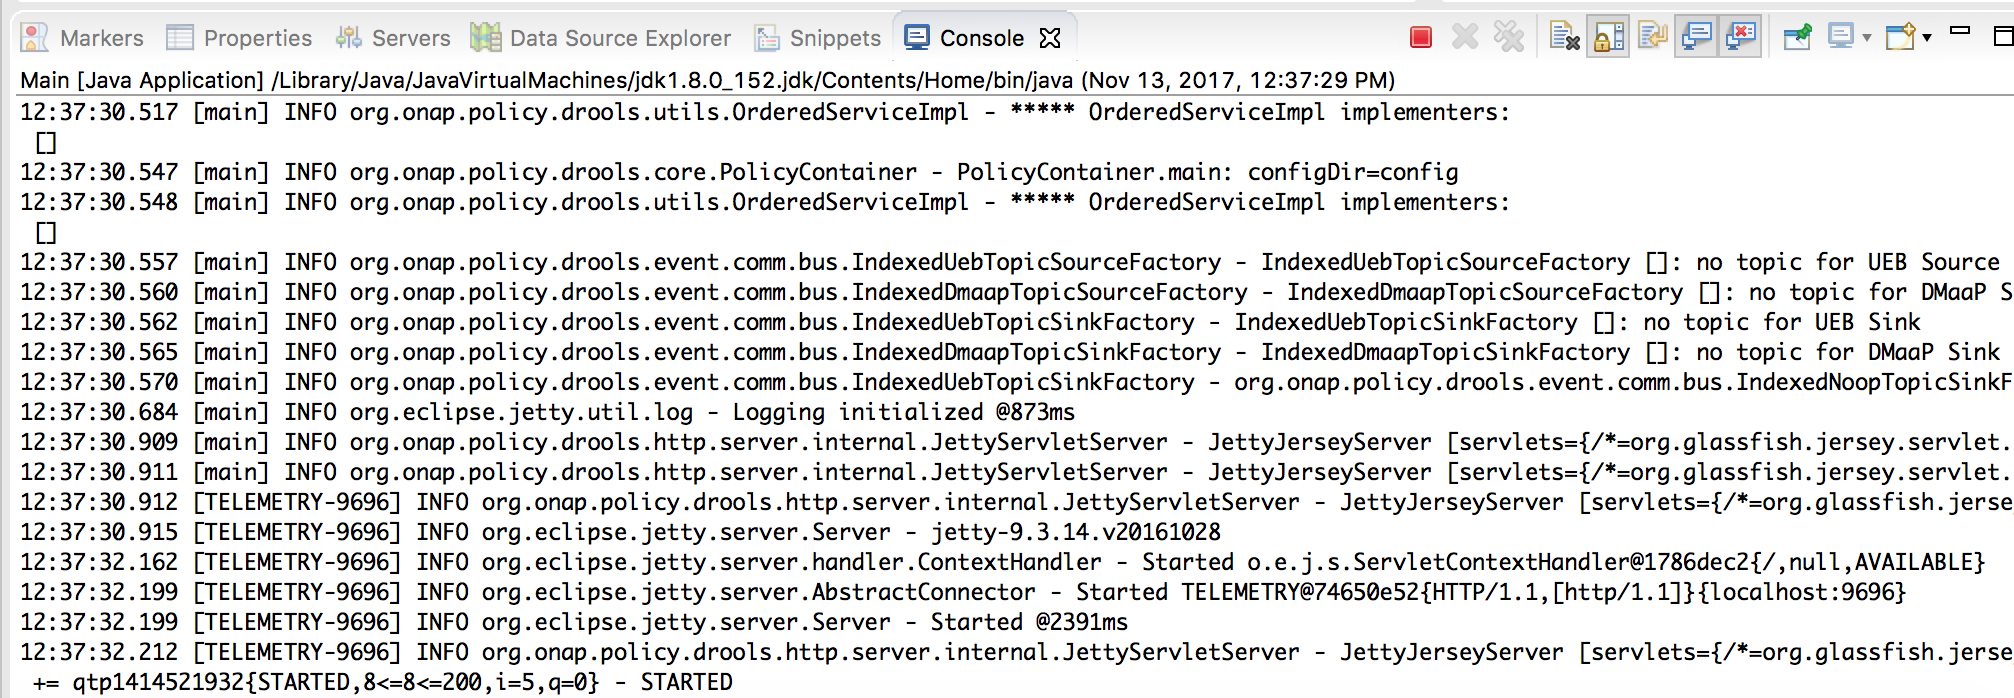 Markers Properties Servers Data Source Explorer Snippets Console
Main [Java Application] /Library/Java/JavaVirtualMachines/jdk1.8.0_152.jdk/Contents/Home/bin/java (Nov 13, 2017, 12:37:29 PM)
12:37:30.517 [main] INFO org.onap.policy.drools.utils.OrderedServiceImpl - ***** OrderedServiceImpl implementers:
[]
12:37:30.547 [main] INFO org.onap.policy.drools.core.PolicyContainer - PolicyContainer.main: configDir=config
12:37:30.548 [main] INFO org.onap.policy.drools.utils.OrderedServiceImpl - ***** OrderedServiceImpl implementers:
[]
12:37:30.557 [main] INFO org.onap.policy.drools.event.comm.bus.IndexedUebTopicSourceFactory - IndexedUebTopicSourceFactory []: no topic for UEB Source
12:37:30.560 [main] INFO org.onap.policy.drools.event.comm.bus.IndexedDmaapTopicSourceFactory - IndexedDmaapTopicSourceFactory []: no topic for DMaaP S
12:37:30.562 [main] INFO org.onap.policy.drools.event.comm.bus.IndexedUebTopicSinkFactory - IndexedUebTopicSinkFactory []: no topic for UEB Sink
12:37:30.565 [main] INFO org.onap.policy.drools.event.comm.bus.IndexedDmaapTopicSinkFactory - IndexedDmaapTopicSinkFactory []: no topic for DMaaP Sink
12:37:30.570 [main] INFO org.onap.policy.drools.event.comm.bus.IndexedUebTopicSinkFactory - org.onap.policy.drools.event.comm.bus.IndexedNoopTopicSinkF
12:37:30.684 [main] INFO org.eclipse.jetty.util.log - Logging initialized @873ms
12:37:30.909 [main] INFO org.onap.policy.drools.http.server.internal.JettyServletServer - JettyJerseyServer [servlets={/*=org.glassfish.jersey.servlet.
12:37:30.911 [main] INFO org.onap.policy.drools.http.server.internal.JettyServletServer - JettyJerseyServer [servlets={/*=org.glassfish.jersey.servlet.
12:37:30.912 [TELEMETRY-9696] INFO org.onap.policy.drools.http.server.internal.JettyServletServer - JettyJerseyServer [servlets={/*=org.glassfish.jerse
12:37:30.915 [TELEMETRY-9696] INFO org.eclipse.jetty.server.Server - jetty-9.3.14.v20161028
12:37:32.162 [TELEMETRY-9696] INFO org.eclipse.jetty.server.handler.ContextHandler - Started o.e.j.s.ServletContextHandler@1786dec2{/,null,AVAILABLE}
12:37:32.199 [TELEMETRY-9696] INFO org.eclipse.jetty.server.AbstractConnector - Started TELEMETRY@74650e52{HTTP/1.1,[http/1.1]}{localhost:9696}
12:37:32.199 [TELEMETRY-9696] INFO org.eclipse.jetty.server.Server - Started @2391ms
12:37:32.212 [TELEMETRY-9696] INFO org.onap.policy.drools.http.server.internal.JettyServletServer - JettyJerseyServer [servlets={/*=org.glassfish.jerse
+= qtp1414521932{STARTED,8<=8<=200,i=5,q=0} - STARTED